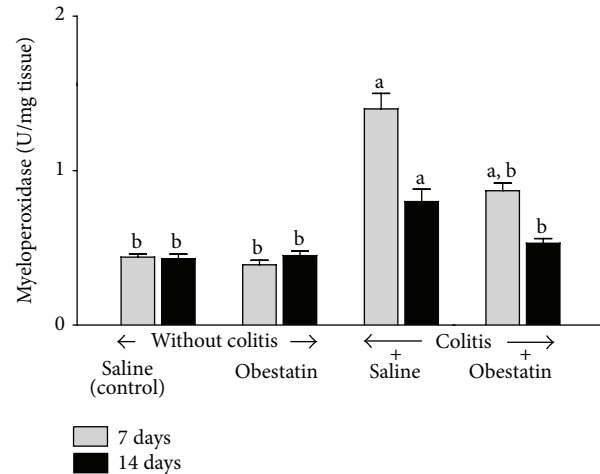 Myeloperoxidase (U/mg tissue)
2
1
0
b
b
b
b
a
a
a, b
b
← Without colitis →
← Colitis →
Saline
(control)
Obestatin
+
Saline
+
Obestatin
7 days
14 days